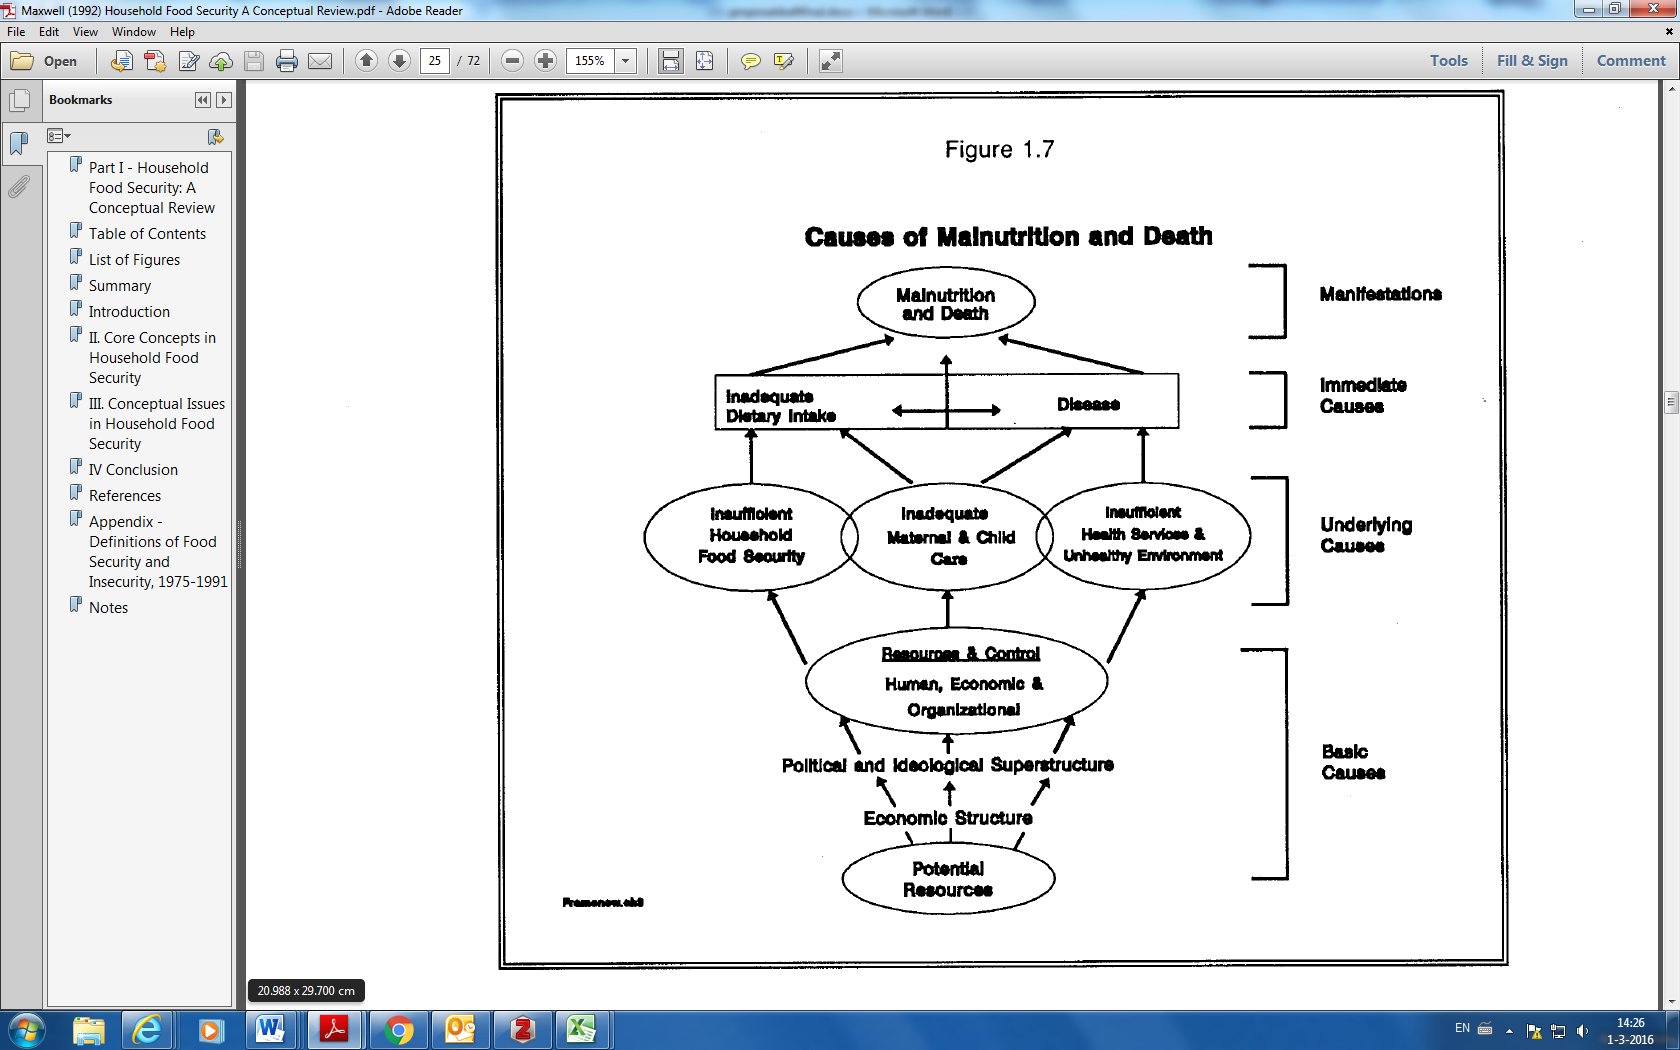 Maxwell (1992) Household Food Security A Conceptual Review.pdf - Adobe Reader
File Edit View Window Help
Open 25 / 72 155% Tools Fill & Sign Comment
Bookmarks
Part I - Household
Food Security: A
Conceptual Review
Table of Contents
List of Figures
Summary
Introduction
II. Core Concepts in
Household Food
Security
III. Conceptual Issues
in Household Food
Security
IV Conclusion
References
Appendix -
Definitions of Food
Security and
Insecurity, 1975-1991
Notes
Figure 1.7
Causes of Malnutrition and Death
Malnutrition
and Death
Manifestations
Inadequate
Dietary Intake
Disease
Immediate
Causes
Insufficient
Household
Food Security
Inadequate
Maternal & Child
Care
Insufficient
Health Services &
Unhealthy Environment
Underlying
Causes
Resources & Control
Human, Economic &
Organizational
Political and Ideological Superstructure
Economic Structure
Potential
Resources
Basic
Causes
20.988 x 29.700 cm
EN
14:26
1-3-2016